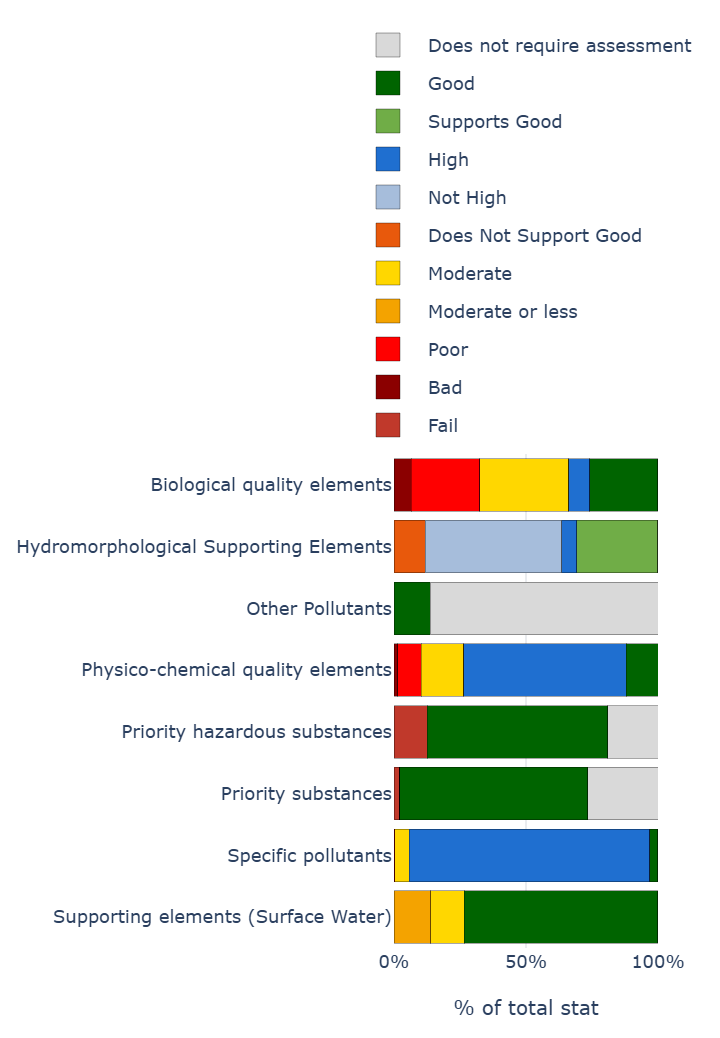 Does not require assessment
Good
Supports Good
High
Not High
Does Not Support Good
Moderate
Moderate or less
Poor
Bad
Fail
Biological quality elements
Hydromorphological Supporting Elements
Other Pollutants
Physico-chemical quality elements
Priority hazardous substances
Priority substances
Specific pollutants
Supporting elements (Surface Water)
0% 50% 100%
% of total stat